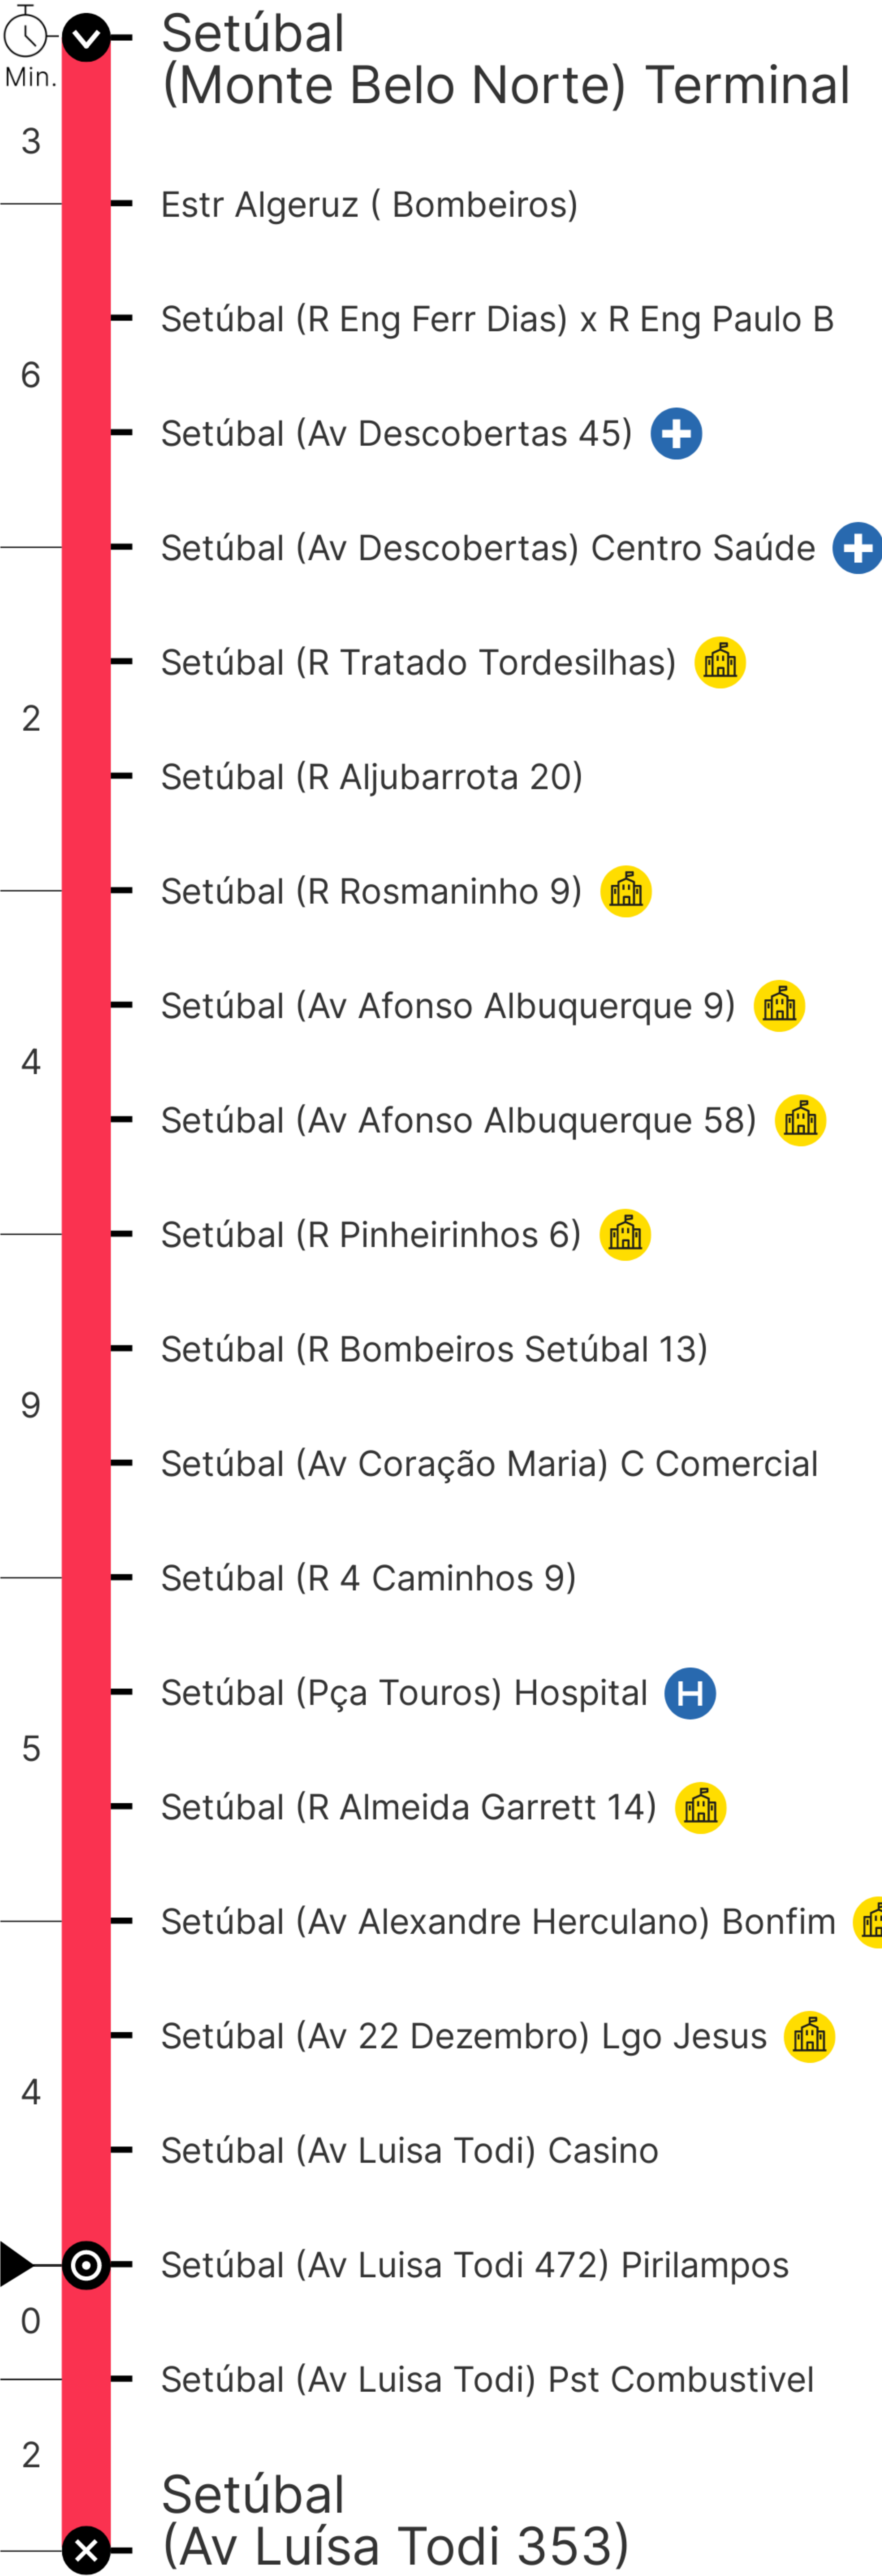 Min.
Setúbal
(Monte Belo Norte) Terminal
3
Estr Algeruz ( Bombeiros)
Setúbal (R Eng Ferr Dias) x R Eng Paulo B
6
Setúbal (Av Descobertas 45)
Setúbal (Av Descobertas) Centro Saúde
Setúbal (R Tratado Tordesilhas)
2
Setúbal (R Aljubarrota 20)
Setúbal (R Rosmaninho 9)
Setúbal (Av Afonso Albuquerque 9)
4
Setúbal (Av Afonso Albuquerque 58)
Setúbal (R Pinheirinhos 6)
Setúbal (R Bombeiros Setúbal 13)
9
Setúbal (Av Coração Maria) C Comercial
Setúbal (R 4 Caminhos 9)
Setúbal (Pça Touros) Hospital H
5
Setúbal (R Almeida Garrett 14)
Setúbal (Av Alexandre Herculano) Bonfim
Setúbal (Av 22 Dezembro) Lgo Jesus
4
Setúbal (Av Luisa Todi) Casino
Setúbal (Av Luisa Todi 472) Pirilampos
0
Setúbal (Av Luisa Todi) Pst Combustivel
2
Setúbal
(Av Luísa Todi 353)